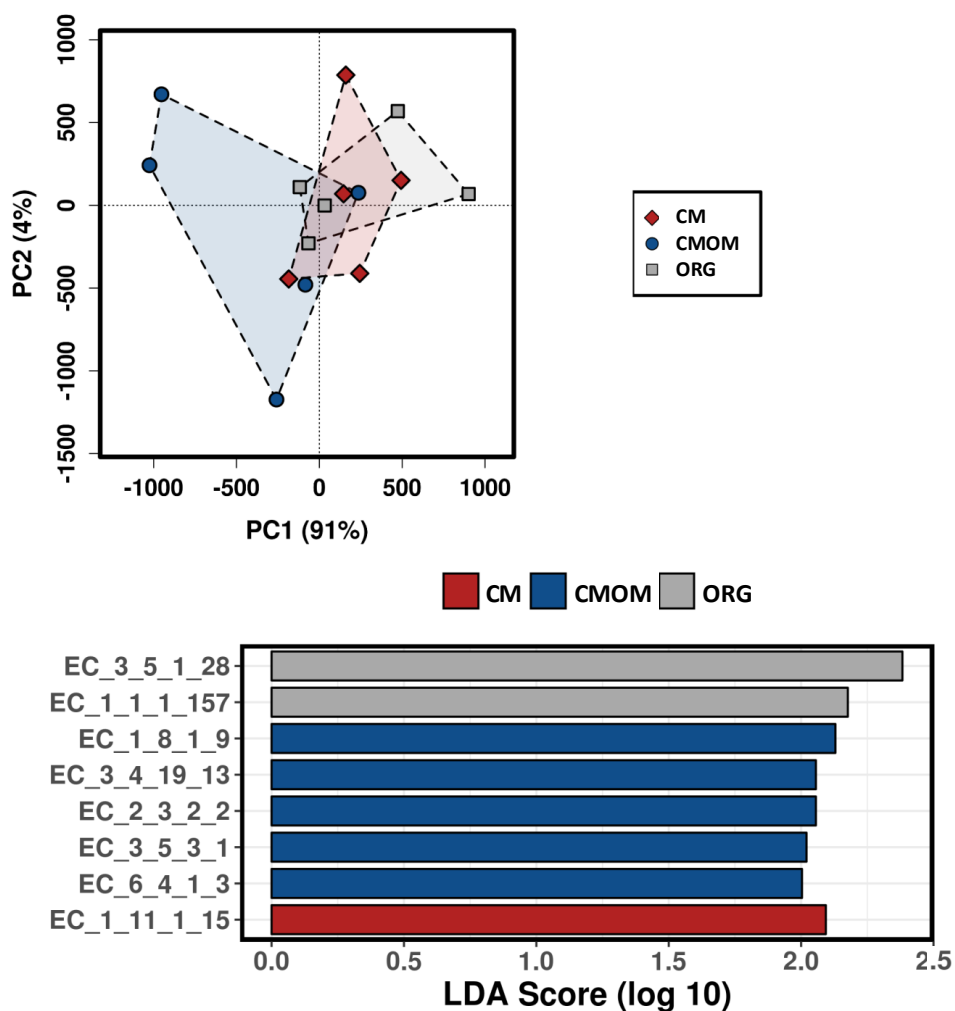 1000
500
0
-500
-1000
-1500
PC2 (4%)
-1000 -500 0 500 1000
PC1 (91%)
CM
CMOM
ORG
CM CMOM ORG
EC_3_5_1_28
EC_1_1_1_157
EC_1_8_1_9
EC_3_4_19_13
EC_2_3_2_2
EC_3_5_3_1
EC_6_4_1_3
EC_1_11_1_15
0.0 0.5 1.0 1.5 2.0 2.5
LDA Score (log 10)